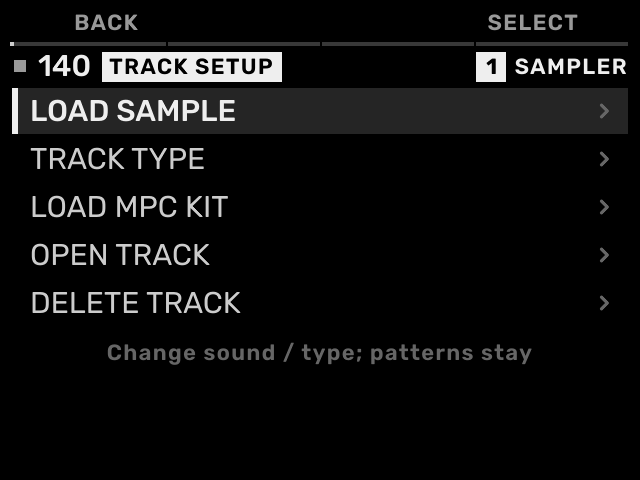 BACK SELECT
140 TRACK SETUP 1 SAMPLER
LOAD SAMPLE
TRACK TYPE
LOAD MPC KIT
OPEN TRACK
DELETE TRACK
Change sound / type; patterns stay